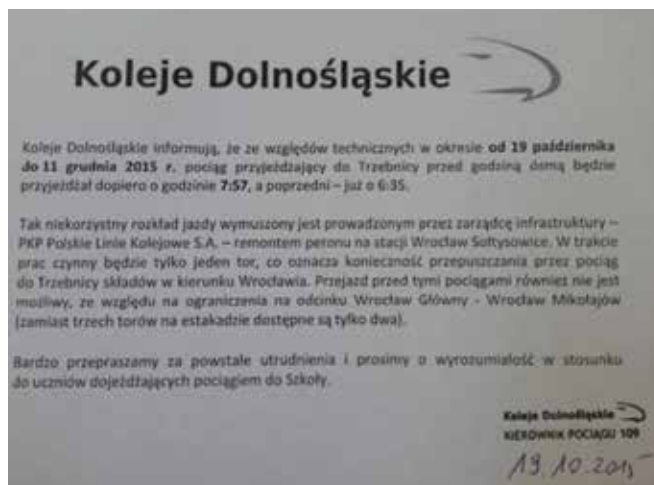 Koleje Dolnośląskie
Koleje Dolnośląskie informują, że ze względów technicznych w okresie od 19 października
do 11 grudnia 2015 r. pociąg przyjeżdżający do Trzebnicy przed godziną ósmą będzie
przyjeżdżał dopiero o godzinie 7:57, a poprzedni – już o 6:35.
Tak niekorzystny rozkład jazdy wymuszony jest prowadzonym przez zarządcę infrastruktury –
PKP Polskie Linie Kolejowe S.A. – remontem peronu na stacji Wrocław Sołtysowice. W trakcie
prac czynny będzie tylko jeden tor, co oznacza konieczność przepuszczania przez pociąg
do Trzebnicy składów w kierunku Wrocławia. Przejazd przed tymi pociągami również nie jest
możliwy, ze względu na ograniczenia na odcinku Wrocław Główny - Wrocław Mikołajów
(zamiast trzech torów na estakadzie dostępne są tylko dwa).
Bardzo przepraszamy za powstałe utrudnienia i prosimy o wyrozumiałość w stosunku
do uczniów dojeżdżających pociągiem do Szkoły.
Koleje Dolnośląskie
KIEROWNIK POCIĄGU 109
19.10.2015